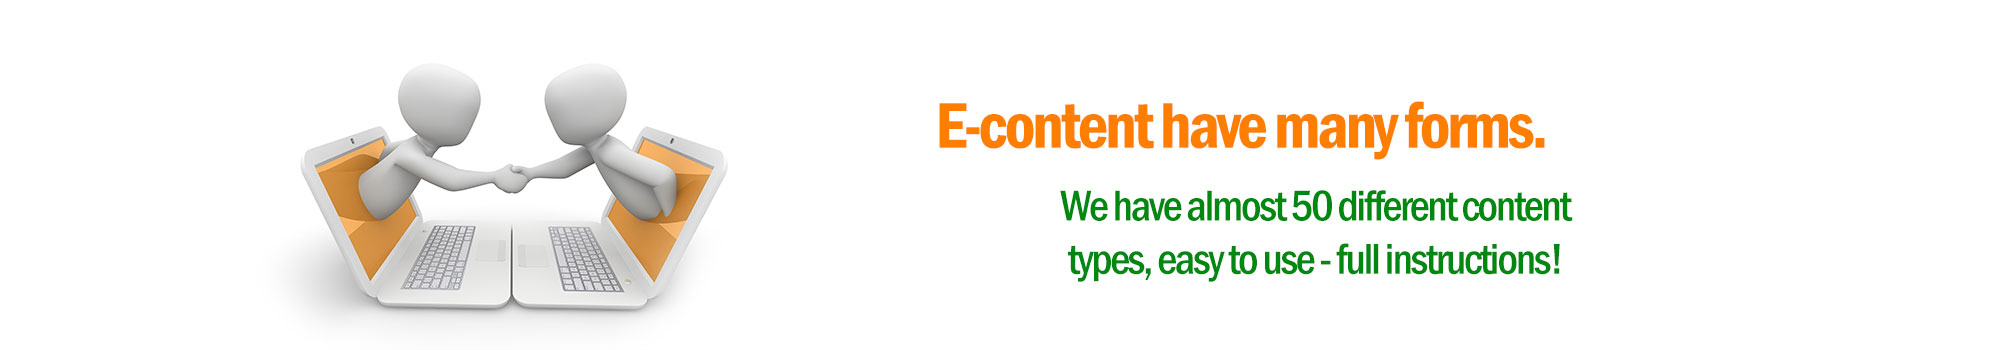 E-content have many forms.
We have almost 50 different content
types, easy to use - full instructions!